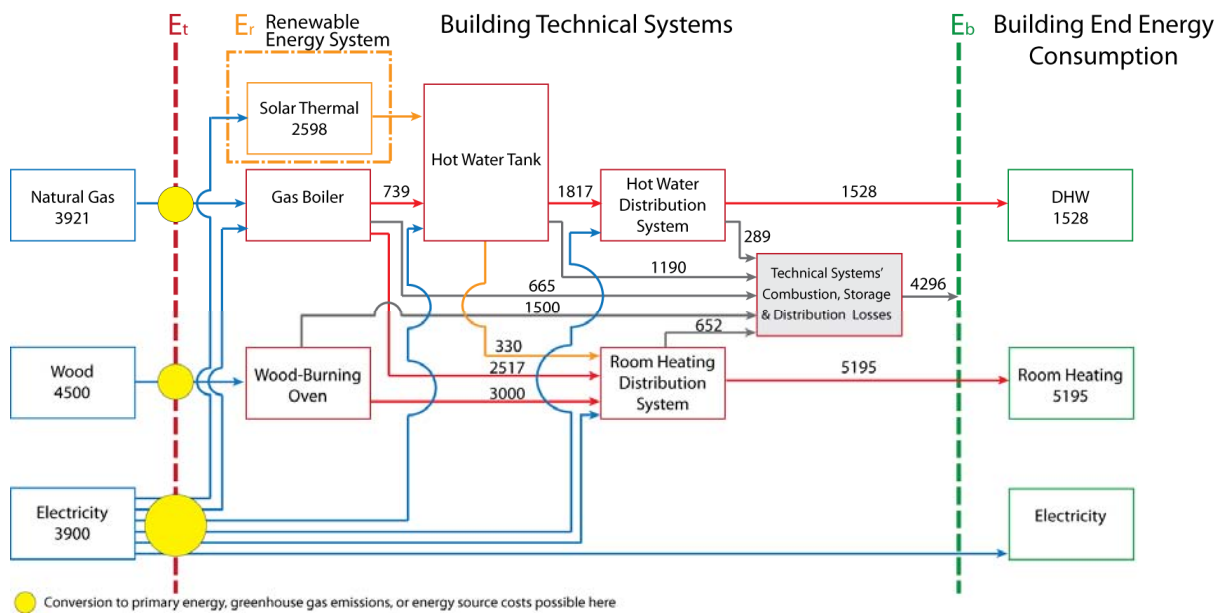 Et
Er
Renewable
Energy System
Building Technical Systems
Eb
Building End Energy
Consumption
Solar Thermal
2598
Hot Water Tank
Natural Gas
3921
Gas Boiler
739
1817
Hot Water
Distribution
System
1528
DHW
1528
289
1190
665
1500
Technical Systems'
Combustion, Storage
& Distribution Losses
4296
652
330
2517
3000
Wood
4500
Wood-Burning
Oven
Room Heating
Distribution
System
5195
Room Heating
5195
Electricity
3900
Electricity
Conversion to primary energy, greenhouse gas emissions, or energy source costs possible here